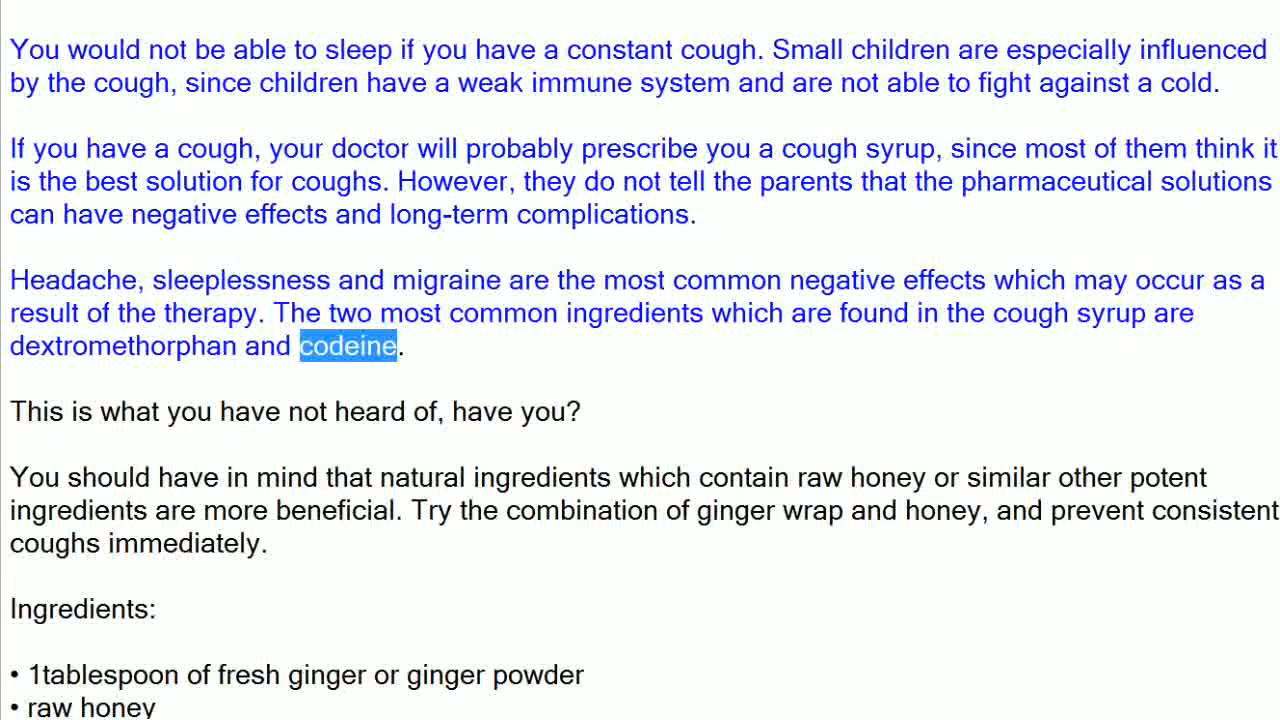 You would not be able to sleep if you have a constant cough. Small children are especially influenced
by the cough, since children have a weak immune system and are not able to fight against a cold.
If you have a cough, your doctor will probably prescribe you a cough syrup, since most of them think it
is the best solution for coughs. However, they do not tell the parents that the pharmaceutical solutions
can have negative effects and long-term complications.
Headache, sleeplessness and migraine are the most common negative effects which may occur as a
result of the therapy. The two most common ingredients which are found in the cough syrup are
dextromethorphan and codeine.
This is what you have not heard of, have you?
You should have in mind that natural ingredients which contain raw honey or similar other potent
ingredients are more beneficial. Try the combination of ginger wrap and honey, and prevent consistent
coughs immediately.
Ingredients:
• 1tablespoon of fresh ginger or ginger powder
• raw honey